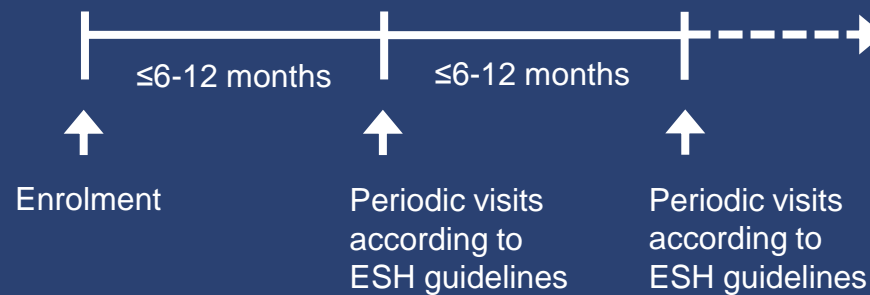 ≤6-12 months
≤6-12 months
Enrolment
Periodic visits
according to
ESH guidelines
Periodic visits
according to
ESH guidelines